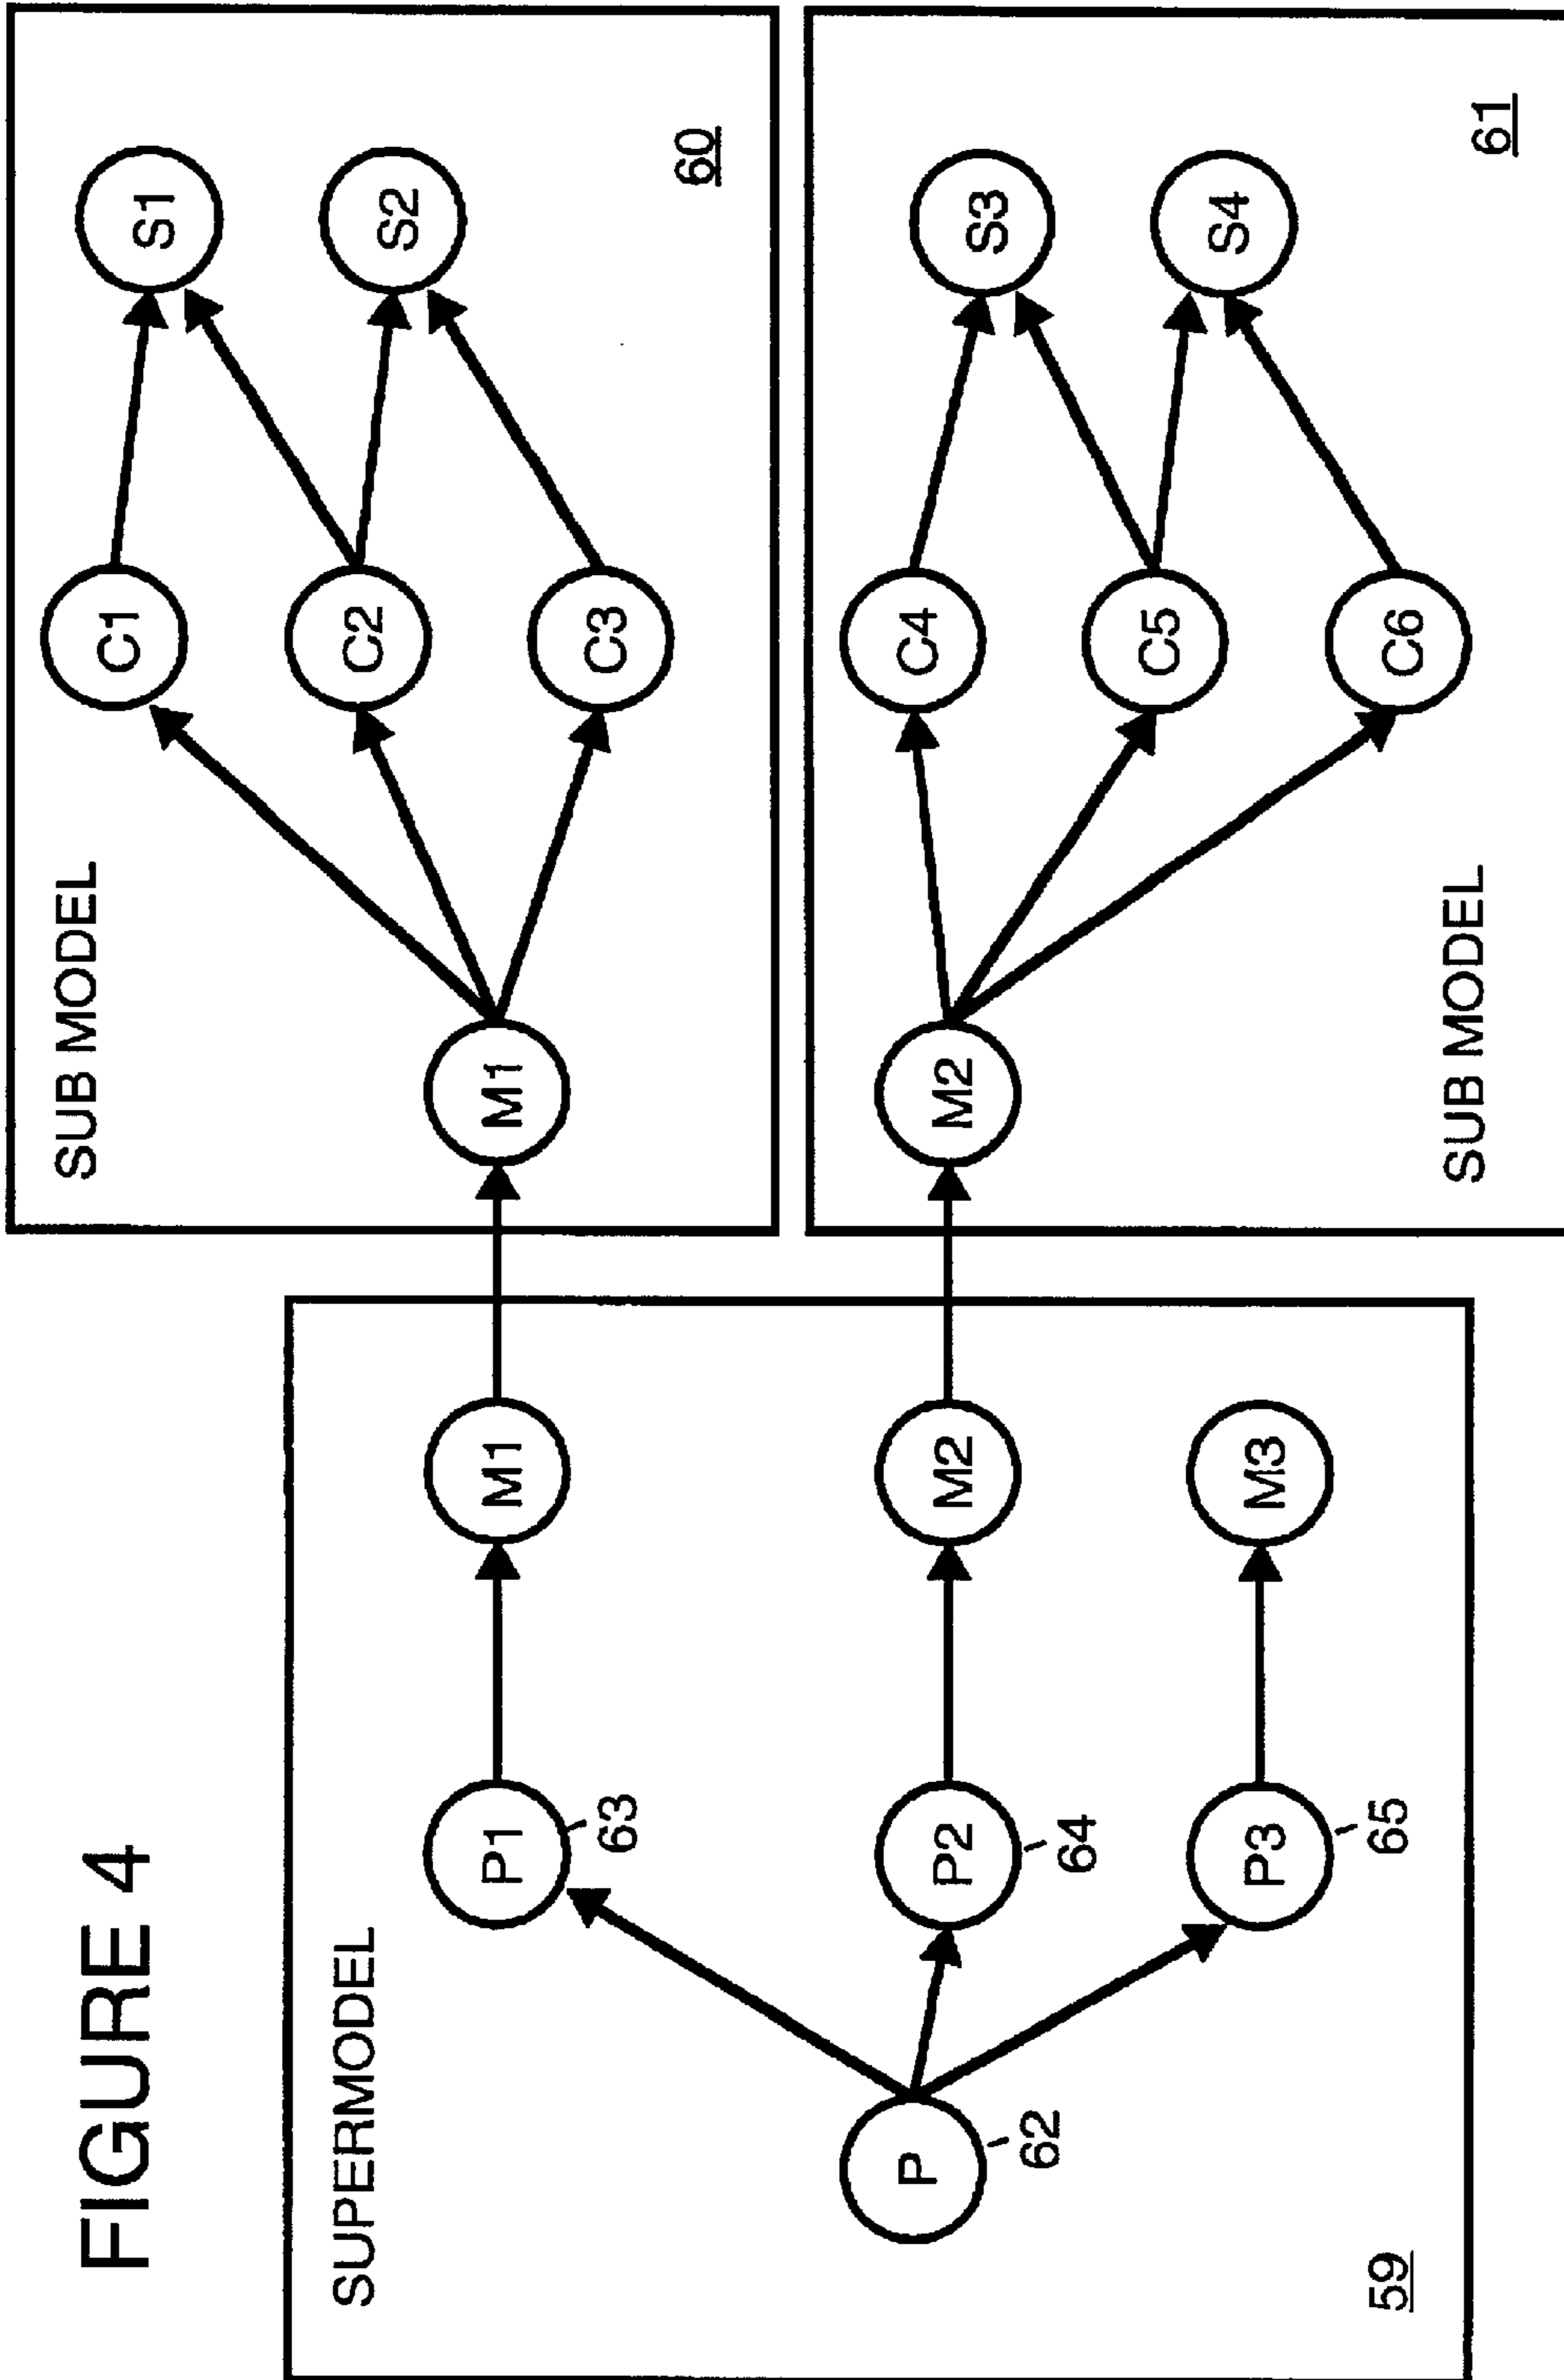 FIGURE 4
SUPERMODEL
P
62
P1
63
P2
64
P3
65
M1
M2
M3
59
SUB MODEL
M1
C1
C2
C3
S1
S2
60
M2
C4
C5
C6
S3
S4
SUB MODEL
61